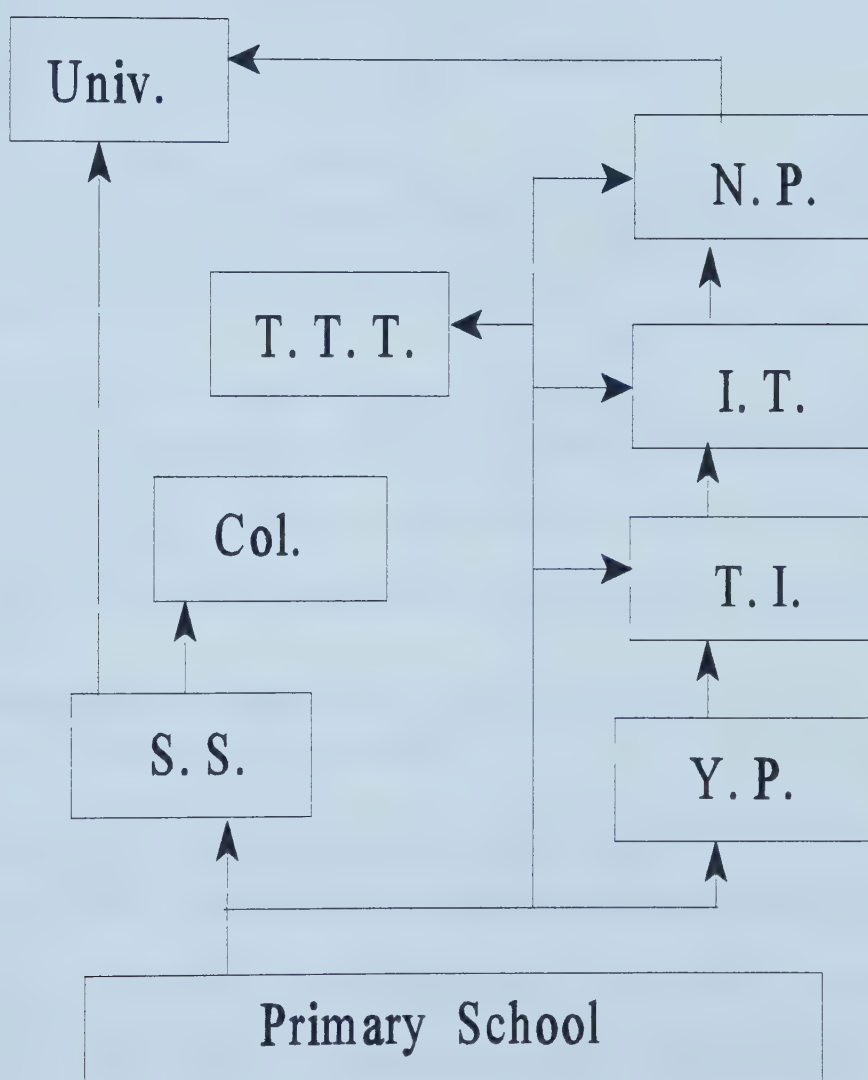 Univ.
N. P.
T. T. T.
I. T.
Col.
T. I.
S. S.
Y. P.
Primary School